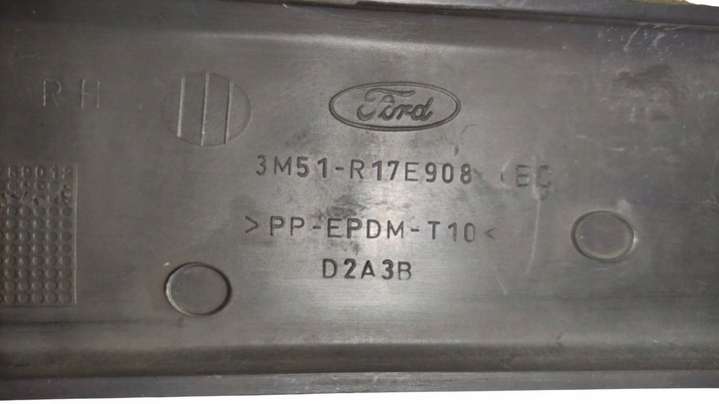 Ford
RH
3M51-R17E908
>PP-EPDM-T10<
D2A3B